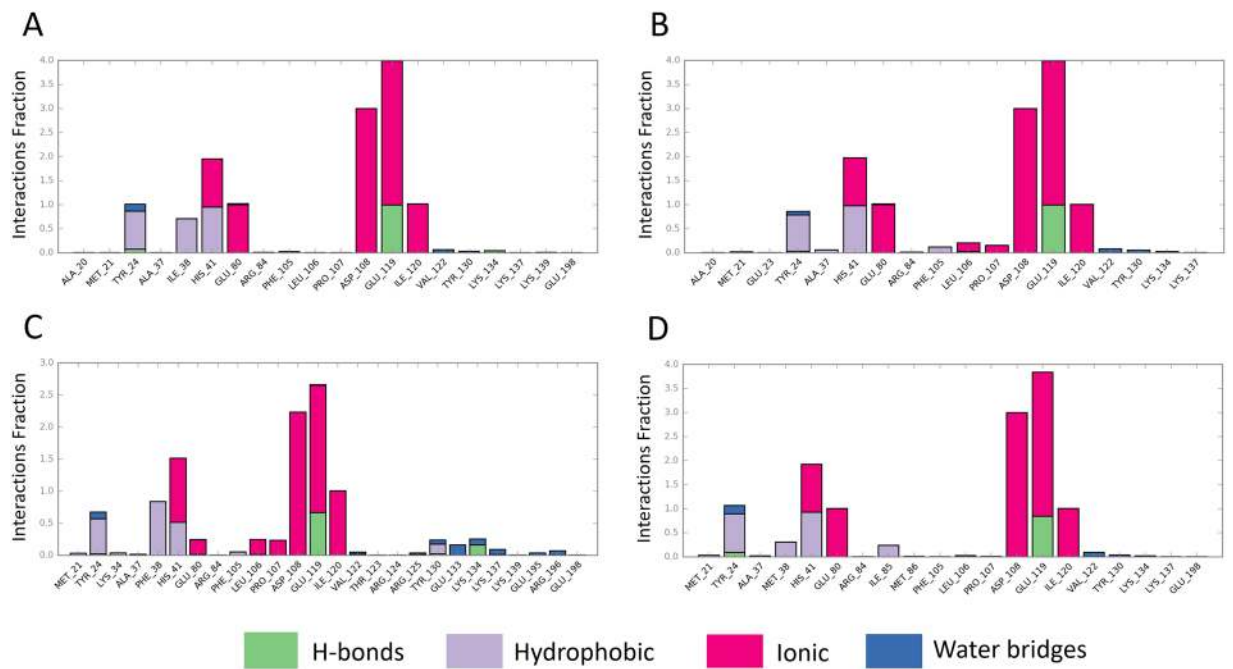 A
Interactions Fraction
4.0
3.5
3.0
2.5
2.0
1.5
1.0
0.5
0.0
ALA_20 MET_21 TYR_24 ALA_37 ILE_38 HIS_41 GLU_80 ARG_84 PHE_105 LEU_106 PRO_107 ASP_108 GLU_119 ILE_120 VAL_122 TYR_130 LYS_134 LYS_137 LYS_139 GLU_198
B
Interactions Fraction
4.0
3.5
3.0
2.5
2.0
1.5
1.0
0.5
0.0
ALA_20 MET_21 GLU_23 TYR_24 ALA_37 HIS_41 GLU_80 ARG_84 PHE_105 LEU_106 PRO_107 ASP_108 GLU_119 ILE_120 VAL_122 TYR_130 LYS_134 LYS_137
C
Interactions Fraction
3.0
2.5
2.0
1.5
1.0
0.5
0.0
MET_21 TYR_24 LYS_34 ALA_37 PHE_38 HIS_41 GLU_80 ARG_84 PHE_105 LEU_106 PRO_107 ASP_108 GLU_119 ILE_120 VAL_122 THR_123 ARG_124 ARG_125 TYR_130 GLU_133 LYS_134 LYS_137 LYS_139 GLU_195 ARG_196 GLU_198
D
Interactions Fraction
4.0
3.5
3.0
2.5
2.0
1.5
1.0
0.5
0.0
MET_21 TYR_24 ALA_37 MET_38 HIS_41 GLU_80 ARG_84 ILE_85 MET_86 PHE_105 LEU_106 PRO_107 ASP_108 GLU_119 ILE_120 VAL_122 TYR_130 LYS_134 LYS_137 GLU_198
H-bonds Hydrophobic Ionic Water bridges